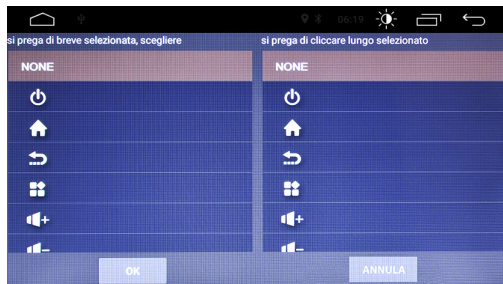 06:19
si prega di breve selezionata, scegliere
si prega di cliccare lungo selezionato
NONE
NONE
OK
ANNULA